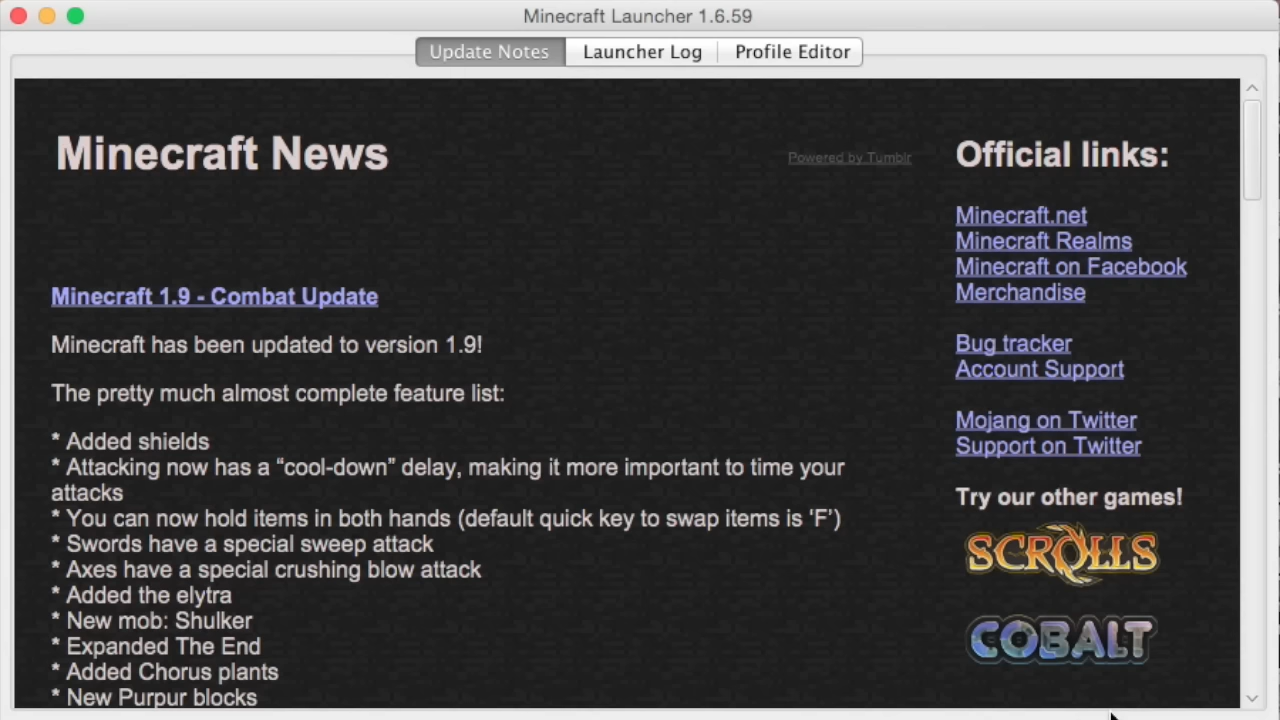 Minecraft Launcher 1.6.59
Update Notes
Launcher Log
Profile Editor
Minecraft News
Powered by Tumblr
Minecraft 1.9 - Combat Update
Minecraft has been updated to version 1.9!
The pretty much almost complete feature list:
* Added shields
* Attacking now has a “cool-down” delay, making it more important to time your
attacks
* You can now hold items in both hands (default quick key to swap items is 'F')
* Swords have a special sweep attack
* Axes have a special crushing blow attack
* Added the elytra
* New mob: Shulker
* Expanded The End
* Added Chorus plants
* New Purpur blocks
Official links:
Minecraft.net
Minecraft Realms
Minecraft on Facebook
Merchandise
Bug tracker
Account Support
Mojang on Twitter
Support on Twitter
Try our other games!
SCROLLS
COBALT